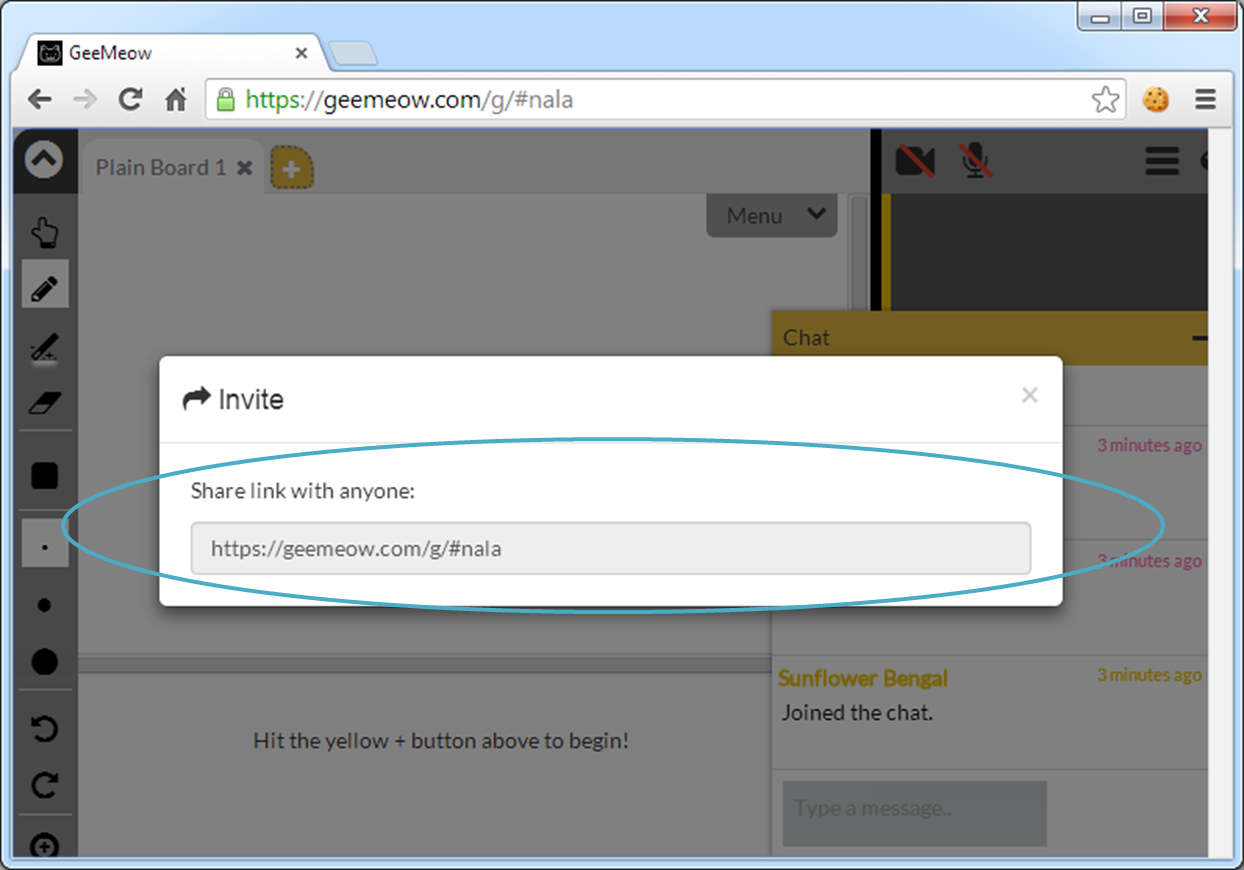 GeeMeow
https://geemeow.com/g/#nala
Plain Board 1
Menu
Chat
Invite
3 minutes ago
Share link with anyone:
https://geemeow.com/g/#nala
3 minutes ago
Sunflower Bengal
3 minutes ago
Joined the chat.
Hit the yellow + button above to begin!
Type a message..